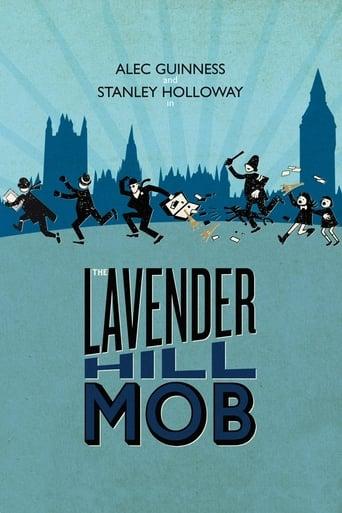 ALEC GUINNESS
and
STANLEY HOLLOWAY
in
THE
LAVENDER
HILL
MOB